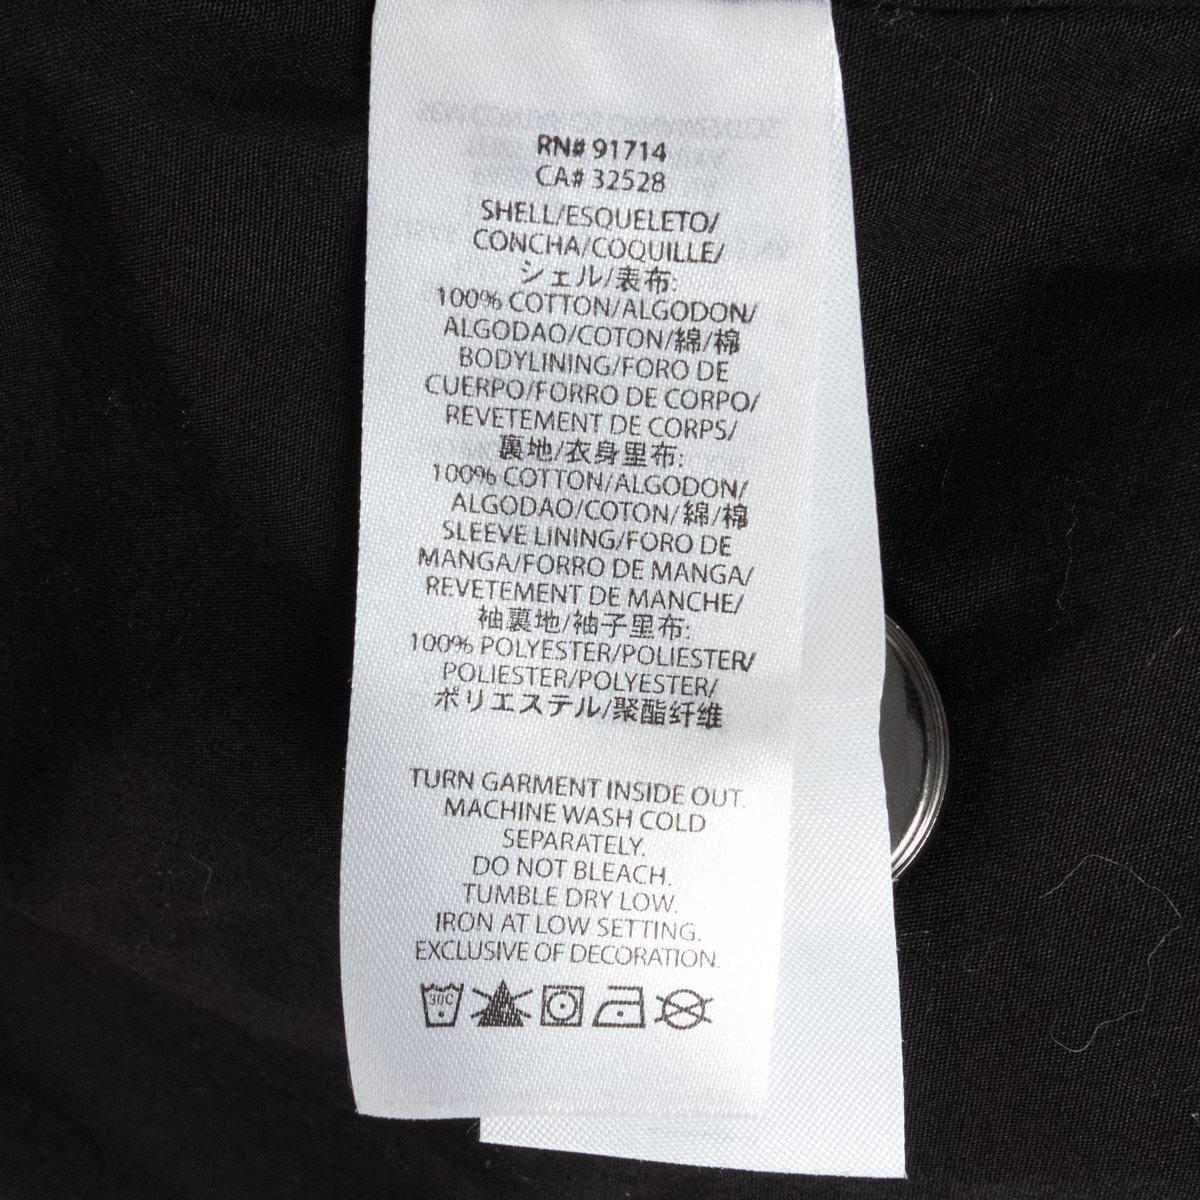 RN# 91714
CA# 32528
SHELL/ESQUELETO/
CONCHA/COQUILLE/
シェル/表布:
100% COTTON/ALGODON/
ALGODAO/COTON/綿/棉
BODYLINING/FORO DE
CUERPO/FORRO DE CORPO/
REVETEMENT DE CORPS/
裏地/衣身里布:
100% COTTON/ALGODON/
ALGODAO/COTON/綿/棉
SLEEVE LINING/FORO DE
MANGA/FORRO DE MANGA/
REVETEMENT DE MANCHE/
袖裏地/袖子里布:
100% POLYESTER/POLIESTER/
POLIESTER/POLYESTER/
ポリエステル/聚酯纤维
TURN GARMENT INSIDE OUT.
MACHINE WASH COLD
SEPARATELY.
DO NOT BLEACH.
TUMBLE DRY LOW.
IRON AT LOW SETTING.
EXCLUSIVE OF DECORATION.
30C